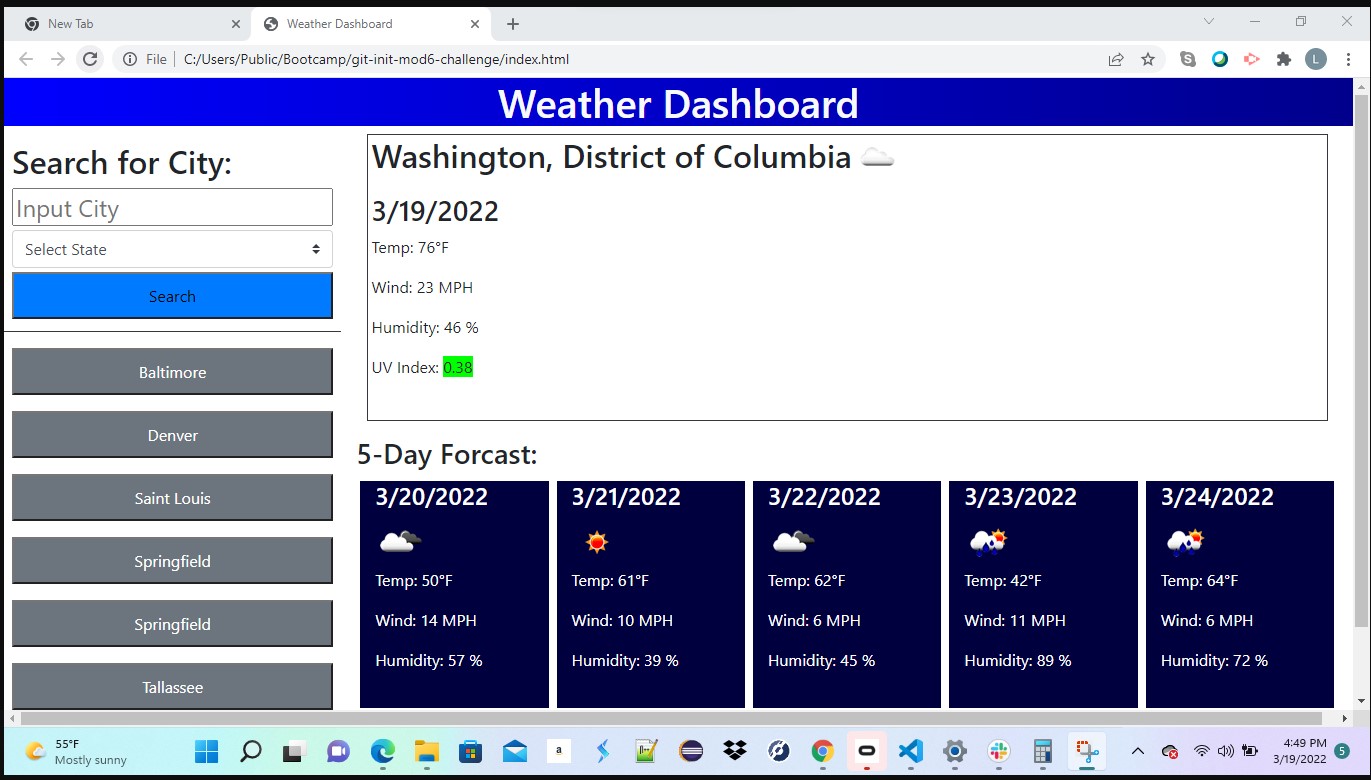 New Tab
Weather Dashboard
File
C:/Users/Public/Bootcamp/git-init-mod6-challenge/index.html
L
Weather Dashboard
Search for City:
Input City
Select State
Search
Baltimore
Denver
Saint Louis
Springfield
Springfield
Tallassee
Washington, District of Columbia
3/19/2022
Temp: 76°F
Wind: 23 MPH
Humidity: 46 %
UV Index: 0.38
5-Day Forcast:
3/20/2022
Temp: 50°F
Wind: 14 MPH
Humidity: 57 %
3/21/2022
Temp: 61°F
Wind: 10 MPH
Humidity: 39 %
3/22/2022
Temp: 62°F
Wind: 6 MPH
Humidity: 45 %
3/23/2022
Temp: 42°F
Wind: 11 MPH
Humidity: 89 %
3/24/2022
Temp: 64°F
Wind: 6 MPH
Humidity: 72 %
55°F
Mostly sunny
a
4:49 PM
3/19/2022
5